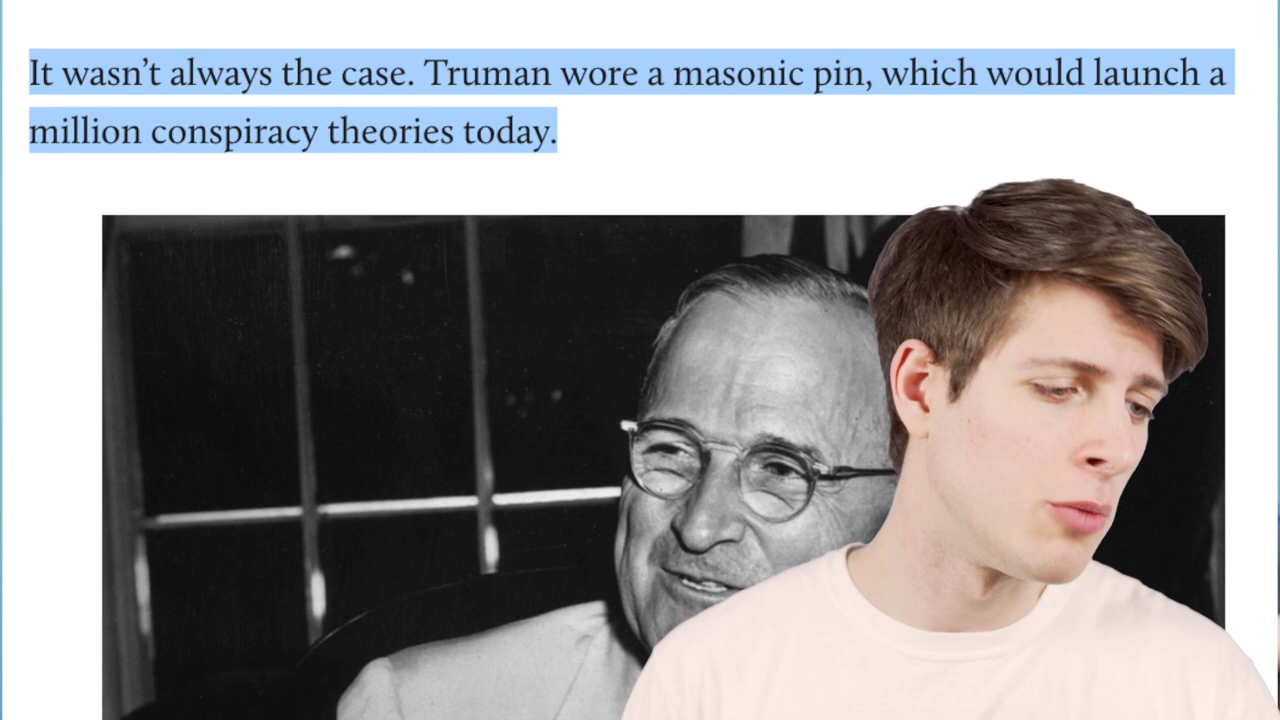 It wasn’t always the case. Truman wore a masonic pin, which would launch a
million conspiracy theories today.